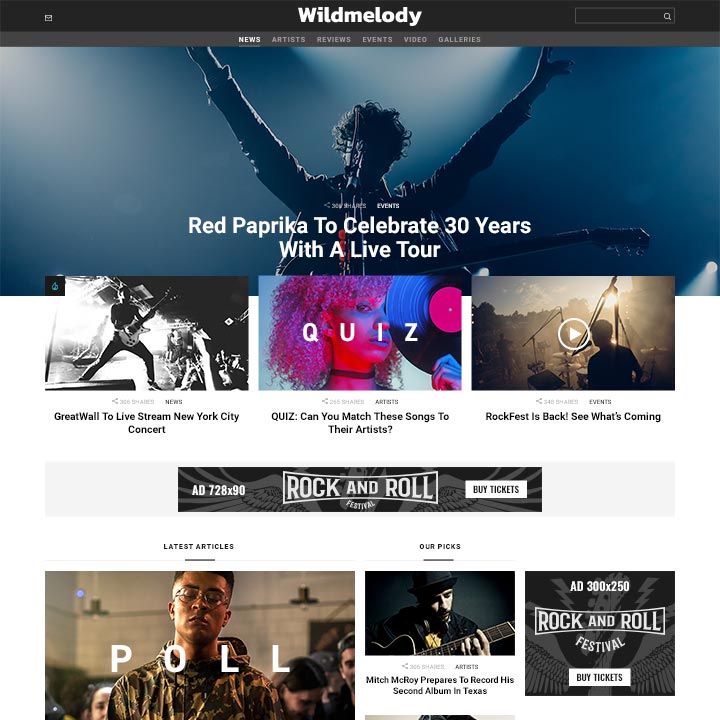 Wildmelody
NEWS ARTISTS REVIEWS EVENTS VIDEO GALLERIES
306 SHARES EVENTS
Red Paprika To Celebrate 30 Years
With A Live Tour
QUIZ
306 SHARES NEWS
GreatWall To Live Stream New York City
Concert
265 SHARES ARTISTS
QUIZ: Can You Match These Songs To
Their Artists?
346 SHARES EVENTS
RockFest Is Back! See What’s Coming
AD 728x90
ROCK AND ROLL
FESTIVAL
BUY TICKETS
LATEST ARTICLES
POLL
OUR PICKS
306 SHARES ARTISTS
Mitch McRoy Prepares To Record His
Second Album In Texas
AD 300x250
ROCK AND ROLL
FESTIVAL
BUY TICKETS